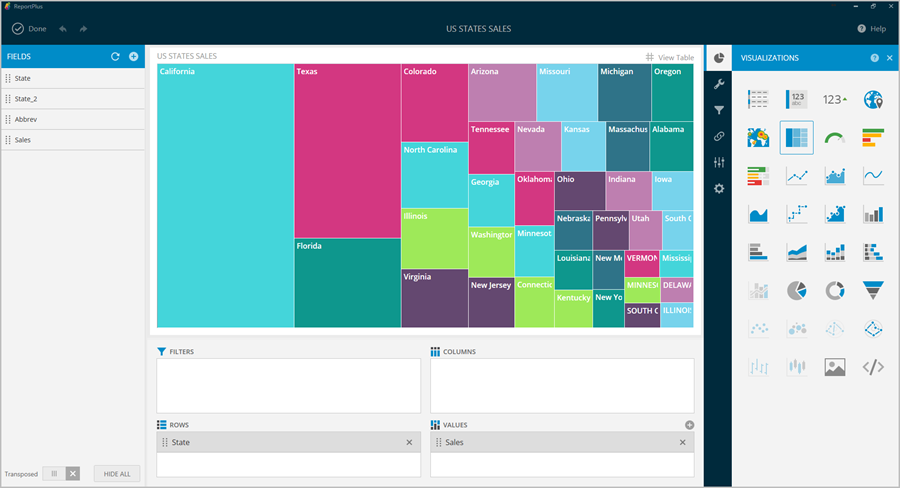 ReportPlus
Done
US STATES SALES
Help
FIELDS
State
State_2
Abbrev
Sales
US STATES SALES
View Table
California
Texas
Florida
Colorado
North Carolina
Illinois
Virginia
Arizona
Missouri
Michigan
Oregon
Tennessee
Nevada
Kansas
Massachus
Alabama
Georgia
Oklahoma
Ohio
Indiana
Iowa
Washington
Minnesot
Nebraska
Pennsylv
Utah
South C
New Jersey
Connectic
Louisiana
New Me
VERMON
Mississip
Kentucky
New Yo
MINNES
DELAWA
SOUTH C
ILLINOI
VISUALIZATIONS
123
abc
123
FILTERS
COLUMNS
ROWS
State
VALUES
Sales
Transposed
HIDE ALL